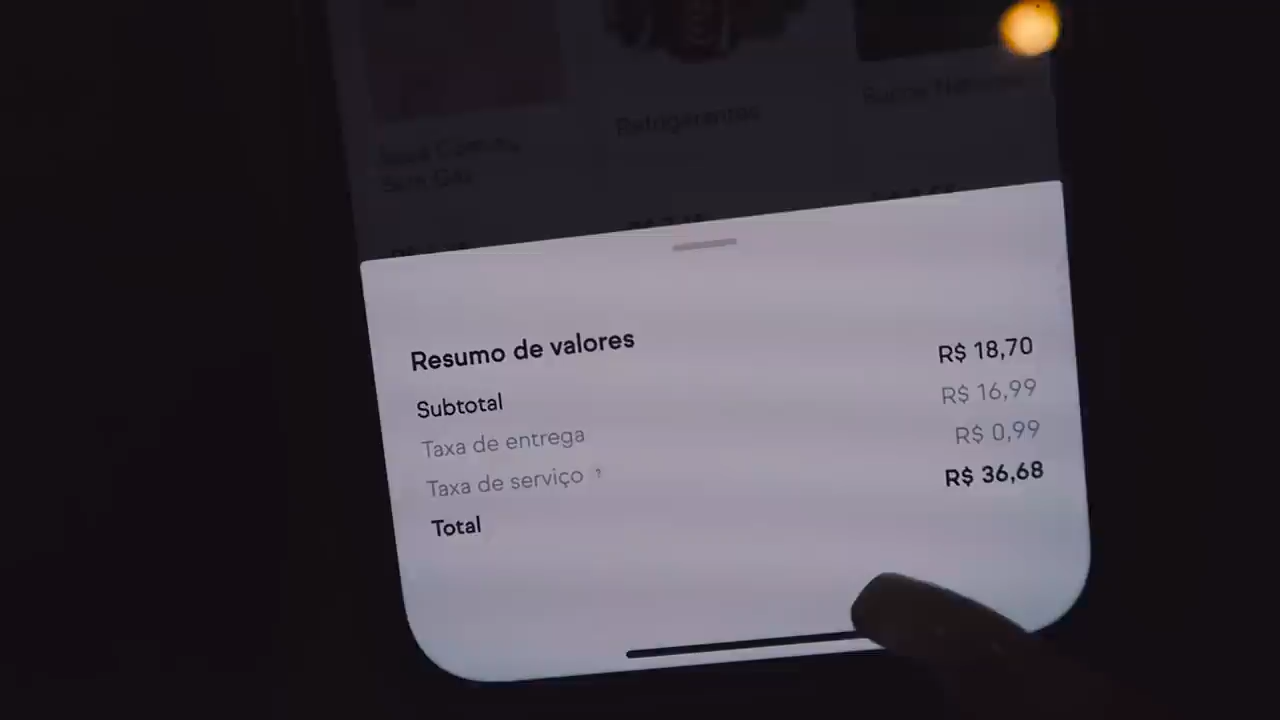 Refrigerantes
Resumo de valores
Subtotal R$ 18,70
Taxa de entrega R$ 16,99
Taxa de serviço ? R$ 0,99
Total R$ 36,68